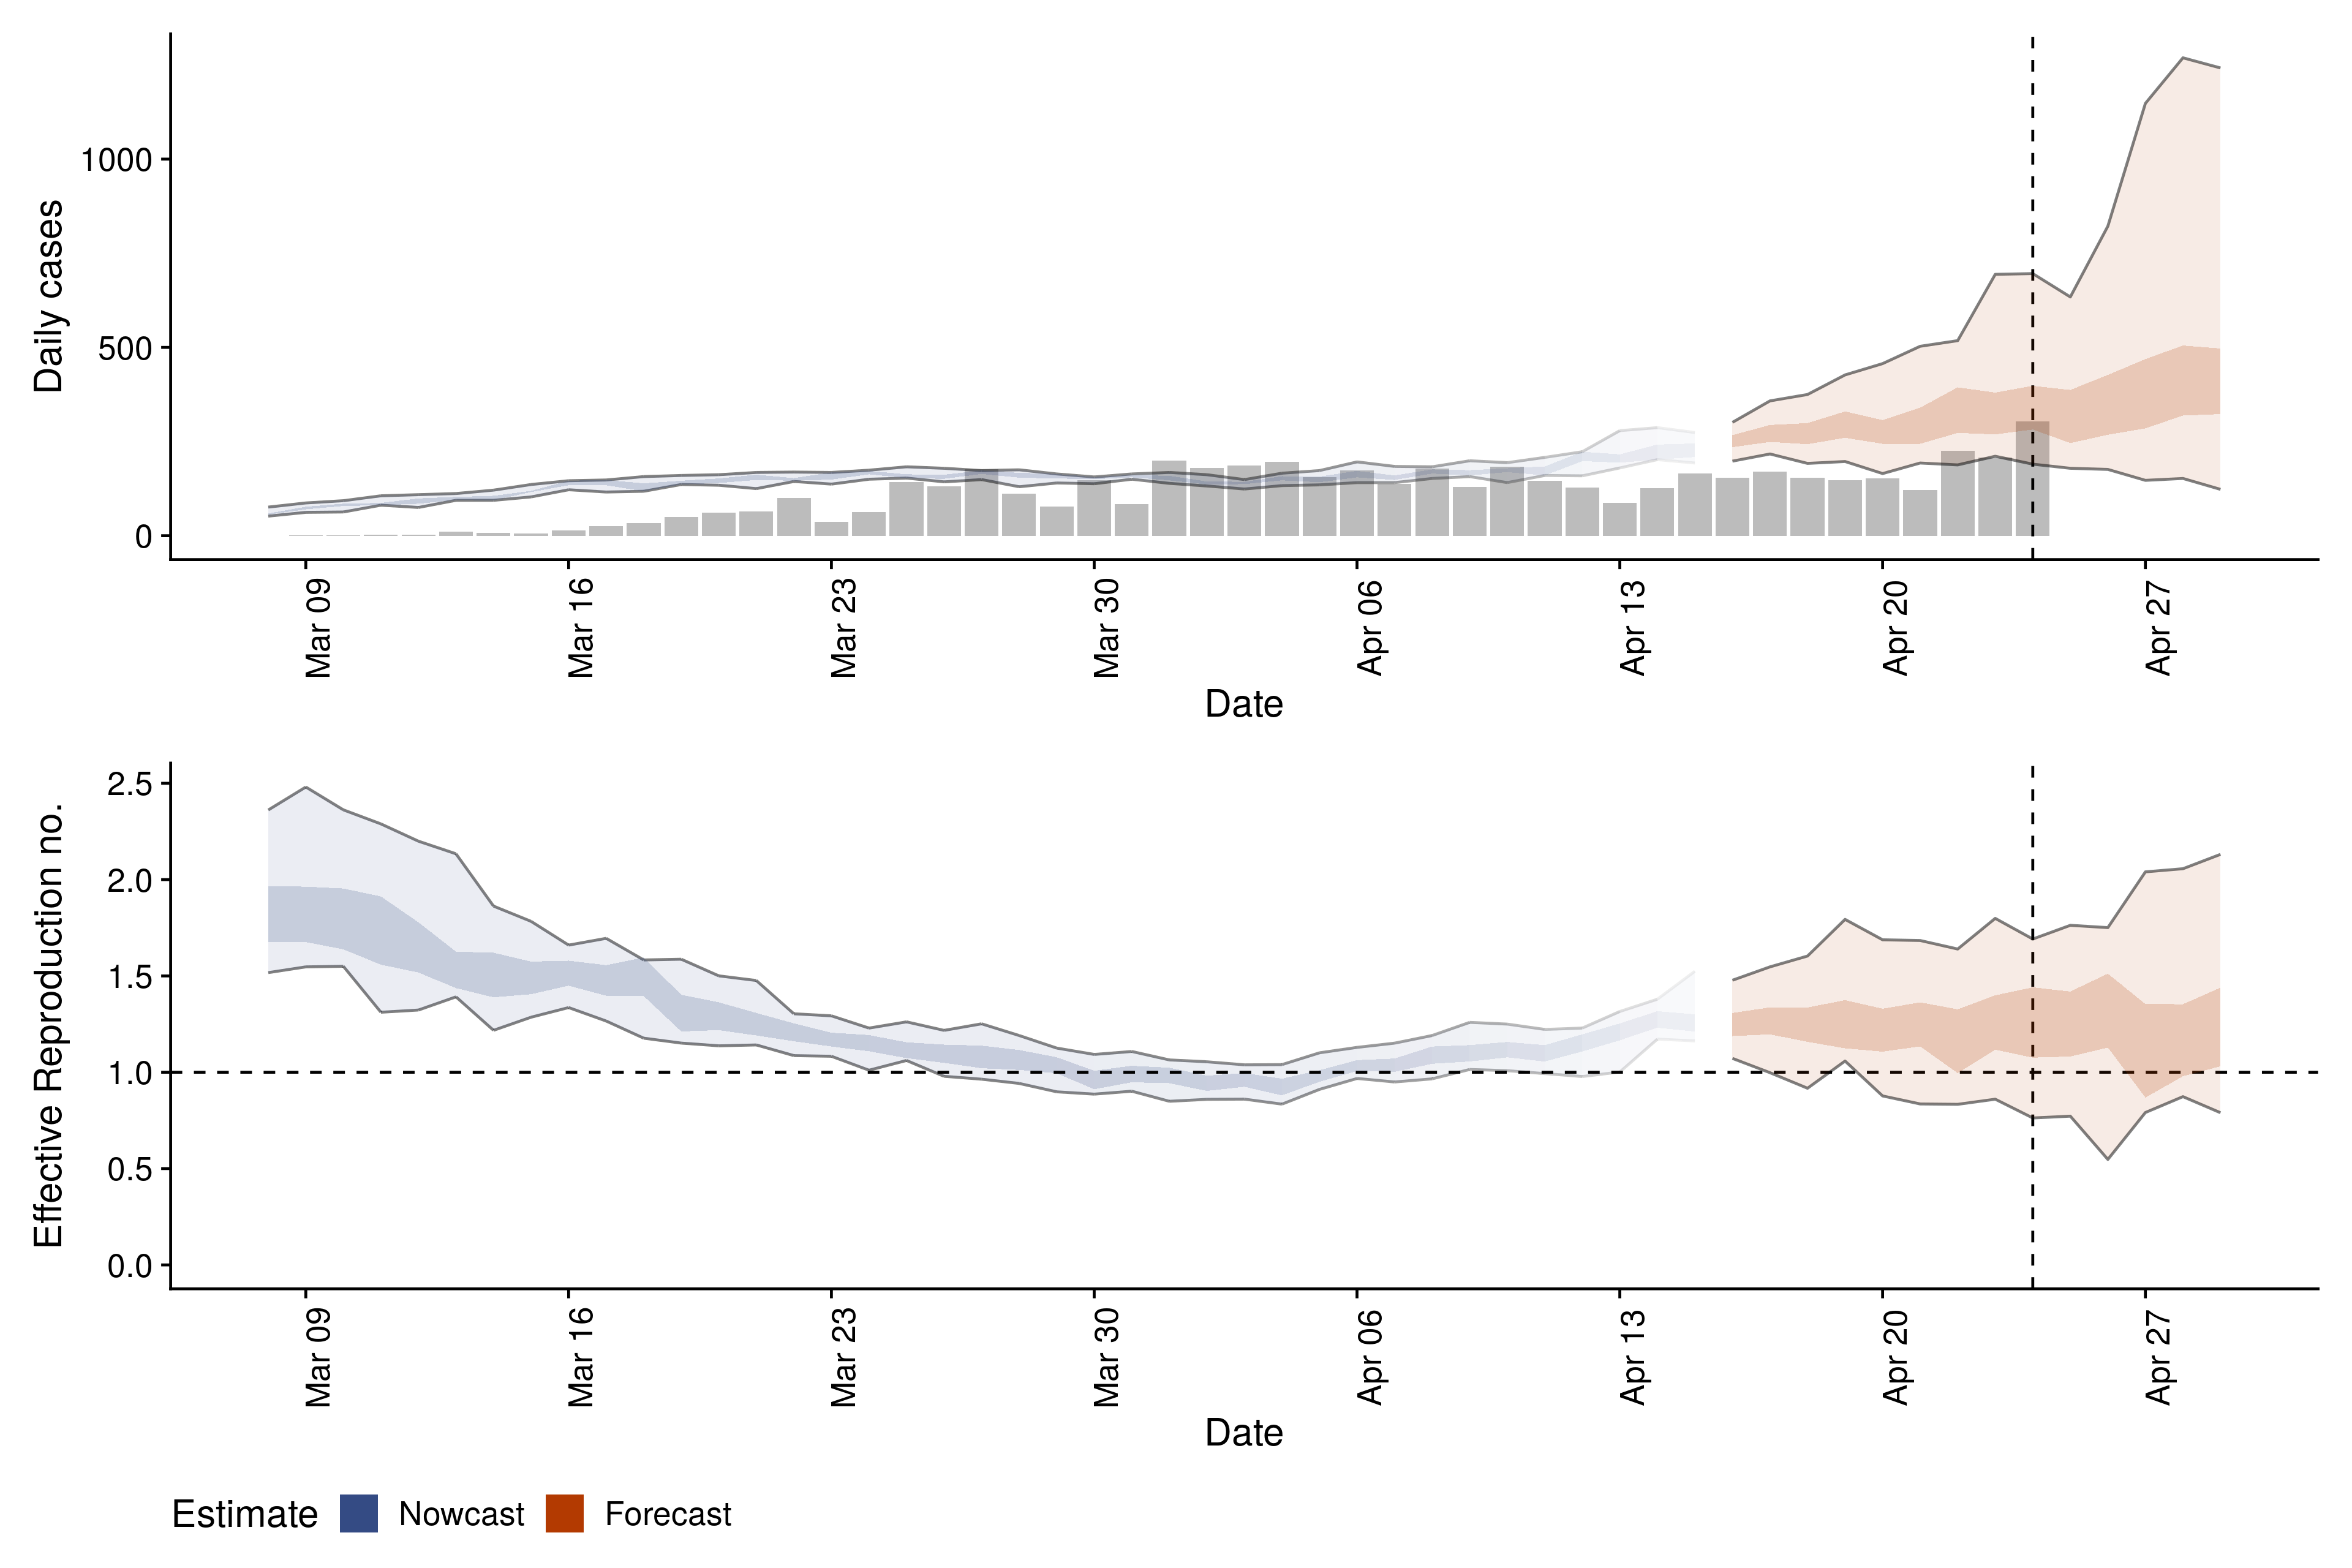 Daily cases
1000
500
0
Mar 09
Mar 16
Mar 23
Mar 30
Apr 06
Apr 13
Apr 20
Apr 27
Date
Effective Reproduction no.
2.5
2.0
1.5
1.0
0.5
0.0
Mar 09
Mar 16
Mar 23
Mar 30
Apr 06
Apr 13
Apr 20
Apr 27
Date
Estimate Nowcast Forecast